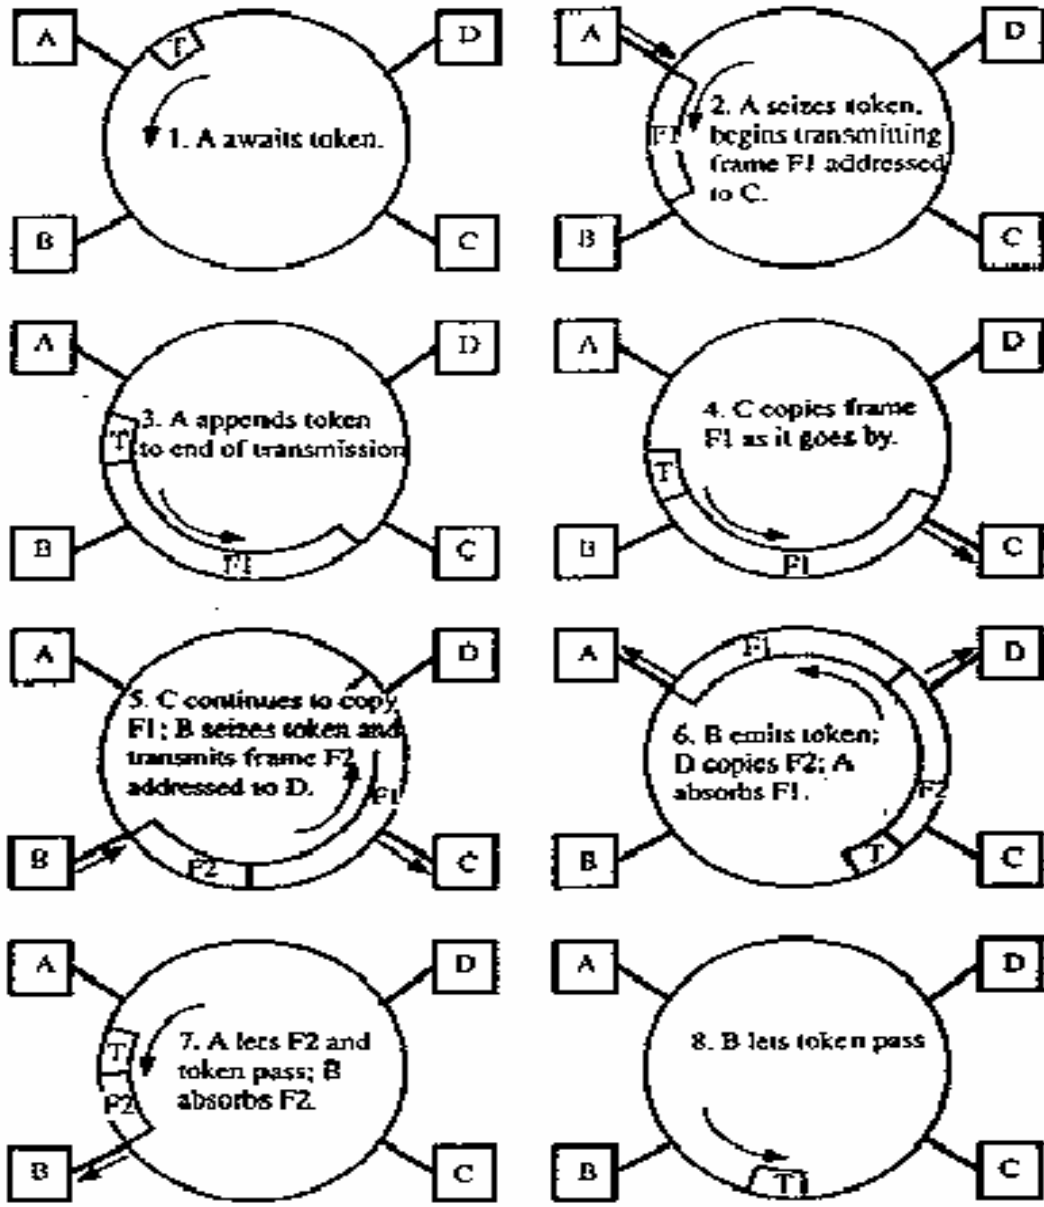 A
D
T
1. A awaits token.
B
C
A
D
2. A seizes token,
begins transmitting
frame F1 addressed
to C.
F1
B
C
A
D
3. A appends token
to end of transmission
T
F1
B
C
A
D
4. C copies frame
F1 as it goes by.
T
F1
B
C
A
D
5. C continues to copy
F1; B seizes token and
transmits frame F2
addressed to D.
F1
F2
B
C
A
D
F1
6. B emits token;
D copies F2; A
absorbs F1.
F2
T
B
C
A
D
7. A lets F2 and
token pass; B
absorbs F2.
T
F2
B
C
A
D
8. B lets token pass
T
B
C